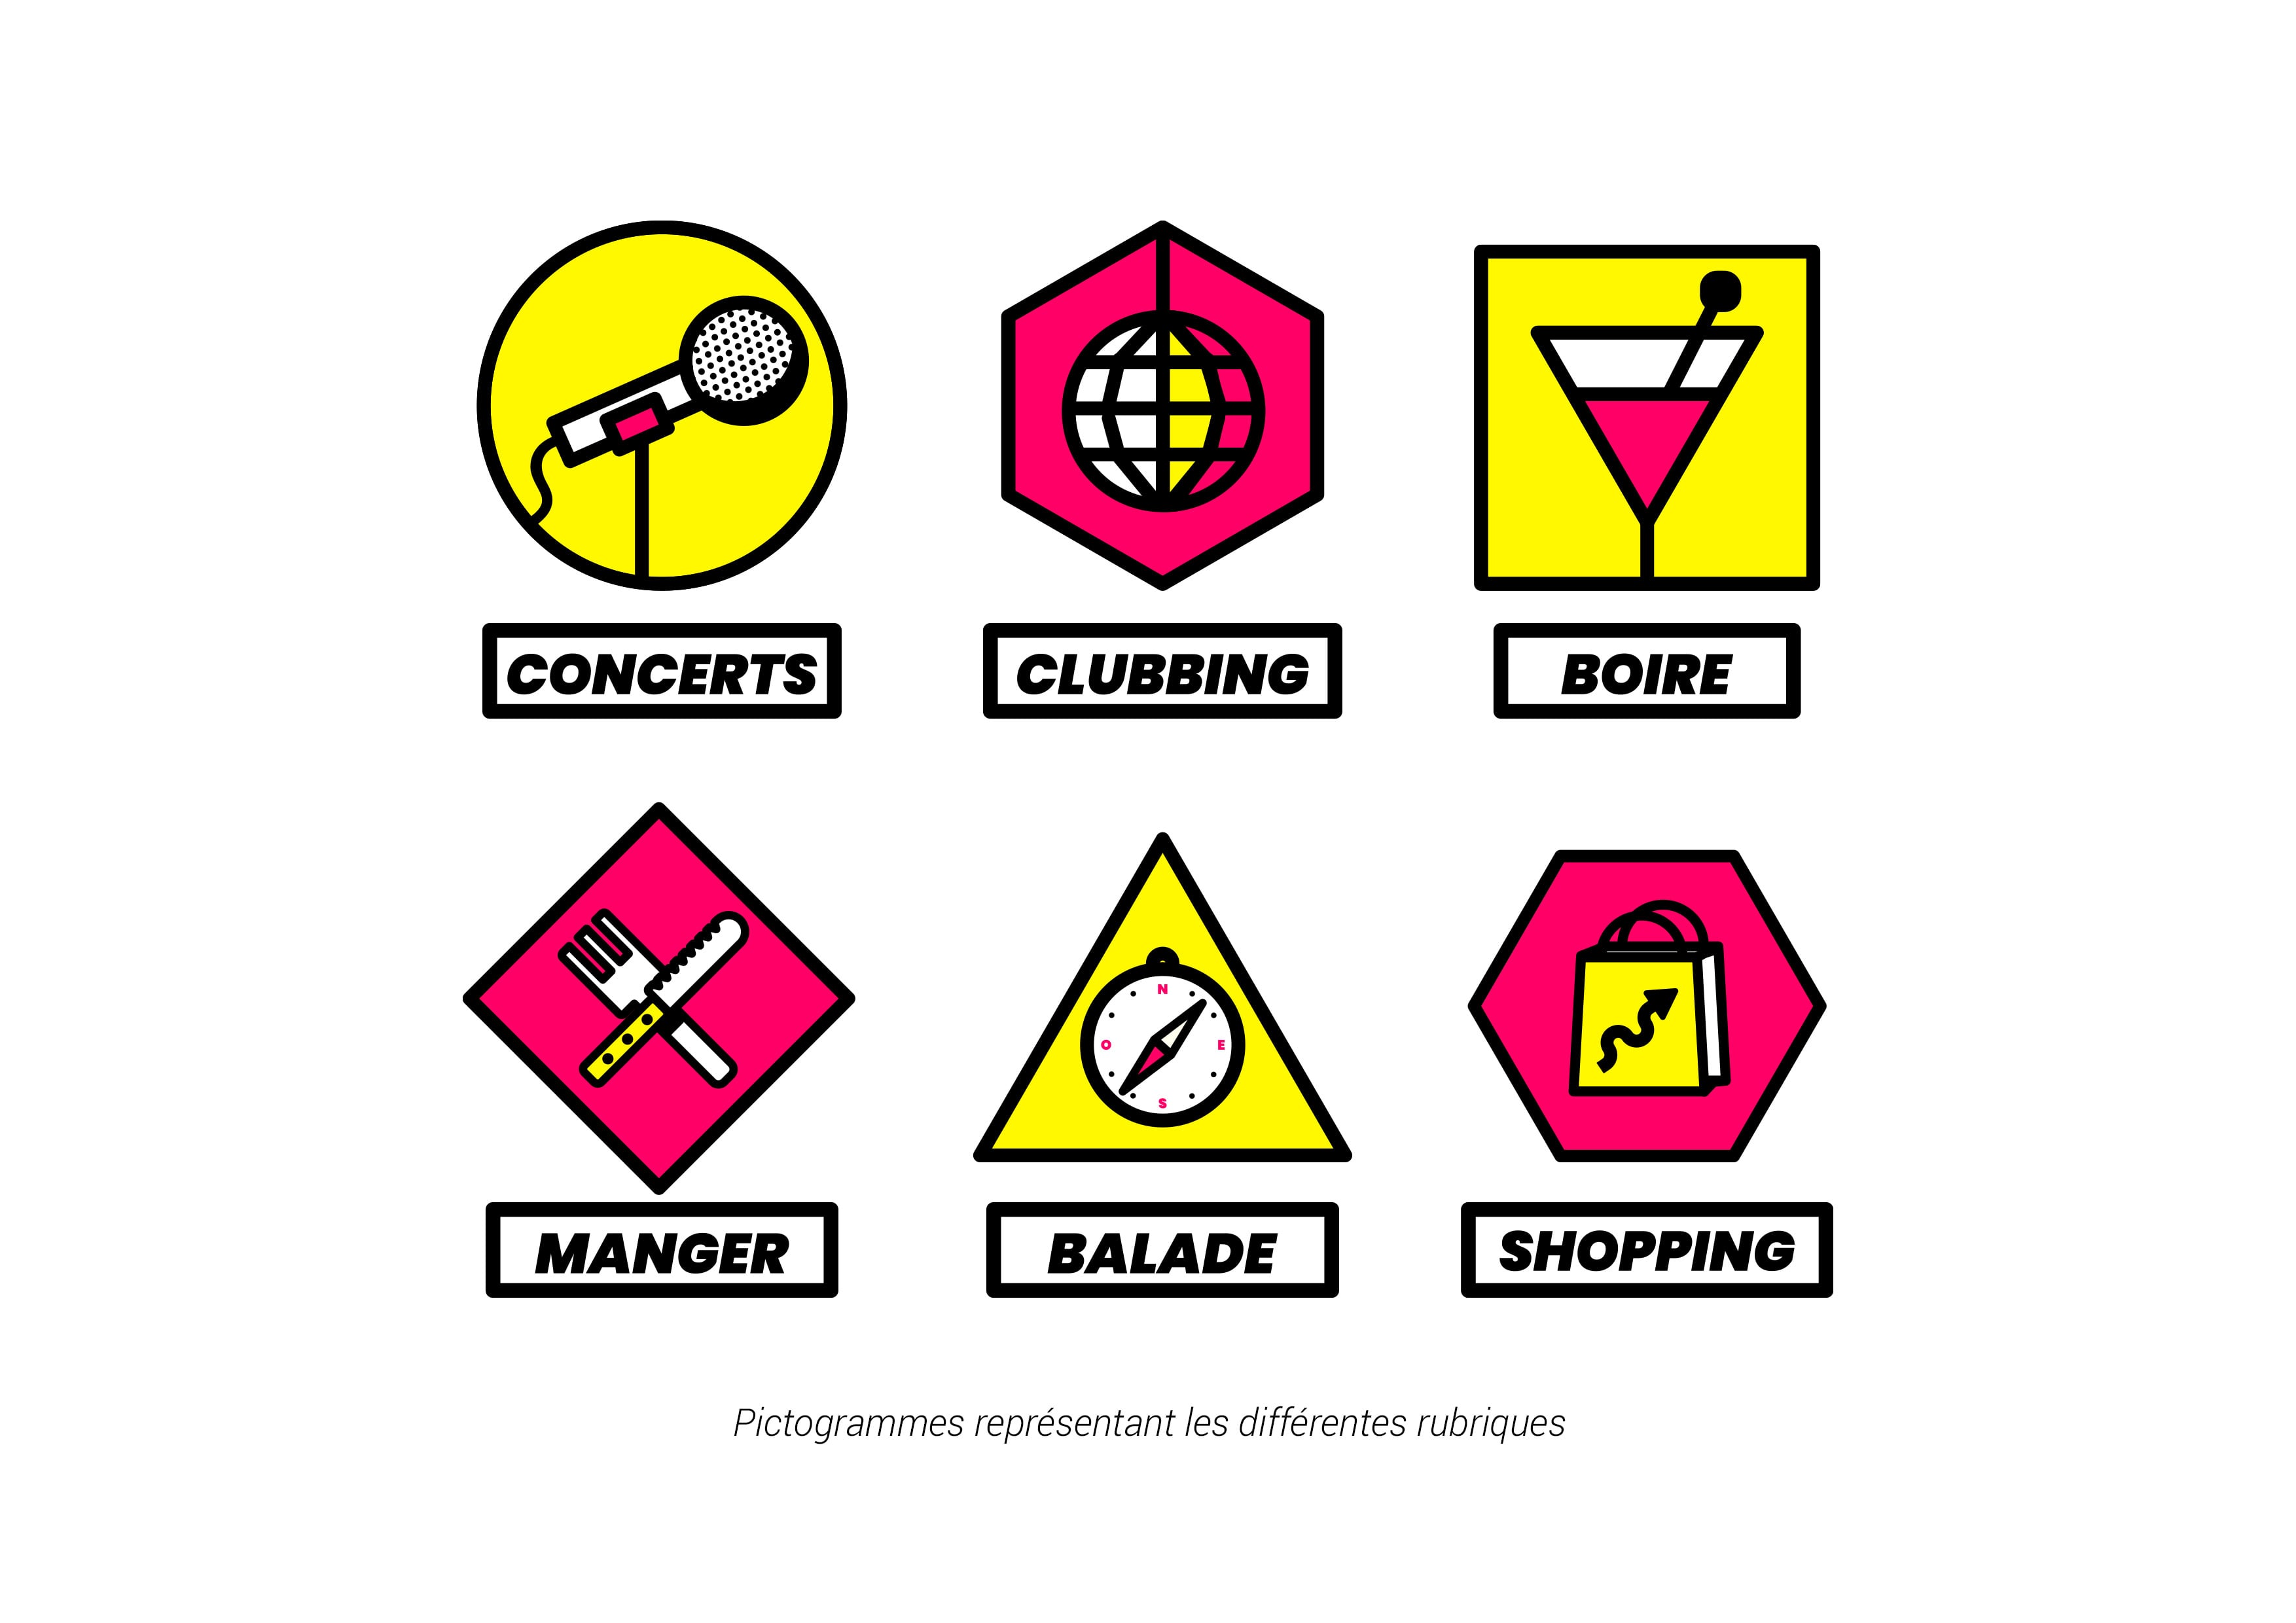 CONCERTS
CLUBBING
BOIRE
N
O
E
S
MANGER
BALADE
SHOPPING
Pictogrammes représentant les différentes rubriques